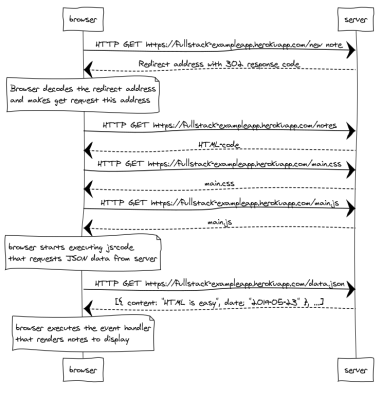 browser server
HTTP GET https://fullstack-exampleapp.herokuapp.com/new note
Redirect address with 302 response code
Browser decodes the redirect address
and makes get request this address
HTTP GET https://fullstack-exampleapp.herokuapp.com/notes
HTML-code
HTTP GET https://fullstack-exampleapp.herokuapp.com/main.css
main.css
HTTP GET https://fullstack-exampleapp.herokuapp.com/main.js
main.js
browser starts executing js-code
that requests JSON data from server
HTTP GET https://fullstack-exampleapp.herokuapp.com/data.json
[{ content: "HTML is easy", date: "2019-05-23" }, ...]
browser executes the event handler
that renders notes to display
browser server